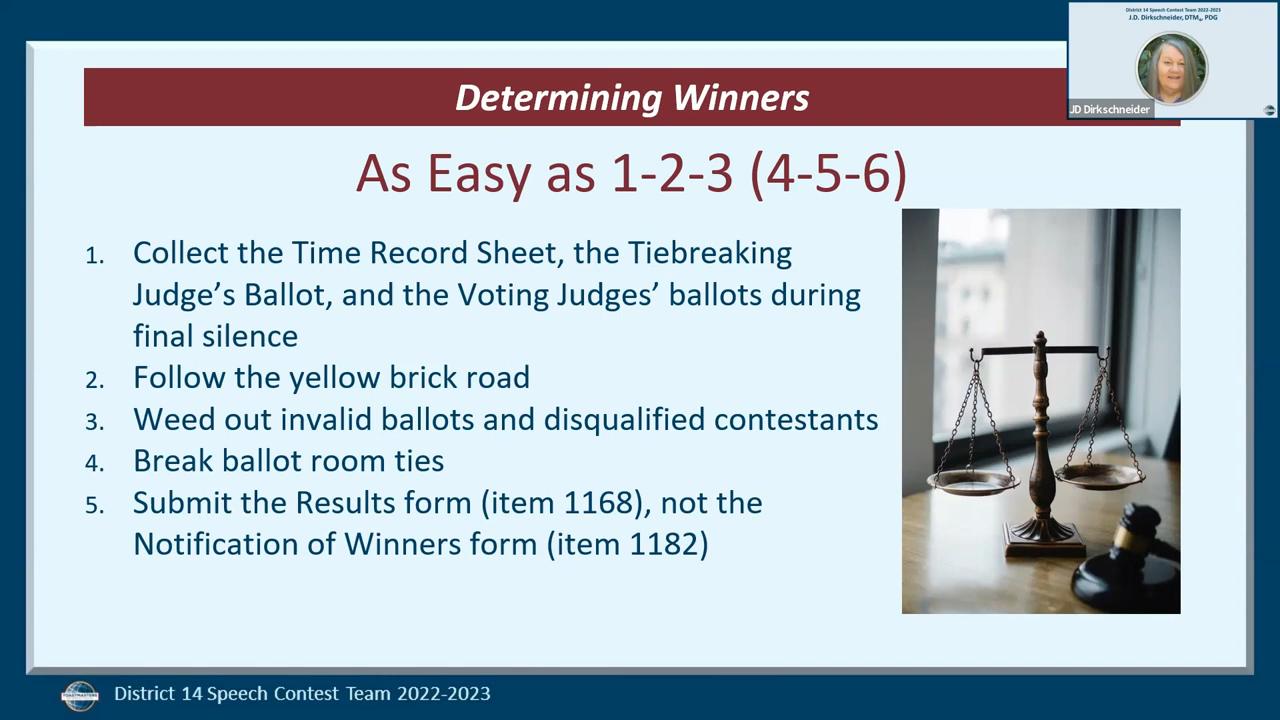 District 14 Speech Contest Team 2022-2023
J.D. Dirkschneider, DTM4, PDG
JD Dirkschneider
Determining Winners
As Easy as 1-2-3 (4-5-6)
1. Collect the Time Record Sheet, the Tiebreaking
Judge’s Ballot, and the Voting Judges’ ballots during
final silence
2. Follow the yellow brick road
3. Weed out invalid ballots and disqualified contestants
4. Break ballot room ties
5. Submit the Results form (item 1168), not the
Notification of Winners form (item 1182)
TOASTMASTERS
District 14 Speech Contest Team 2022-2023